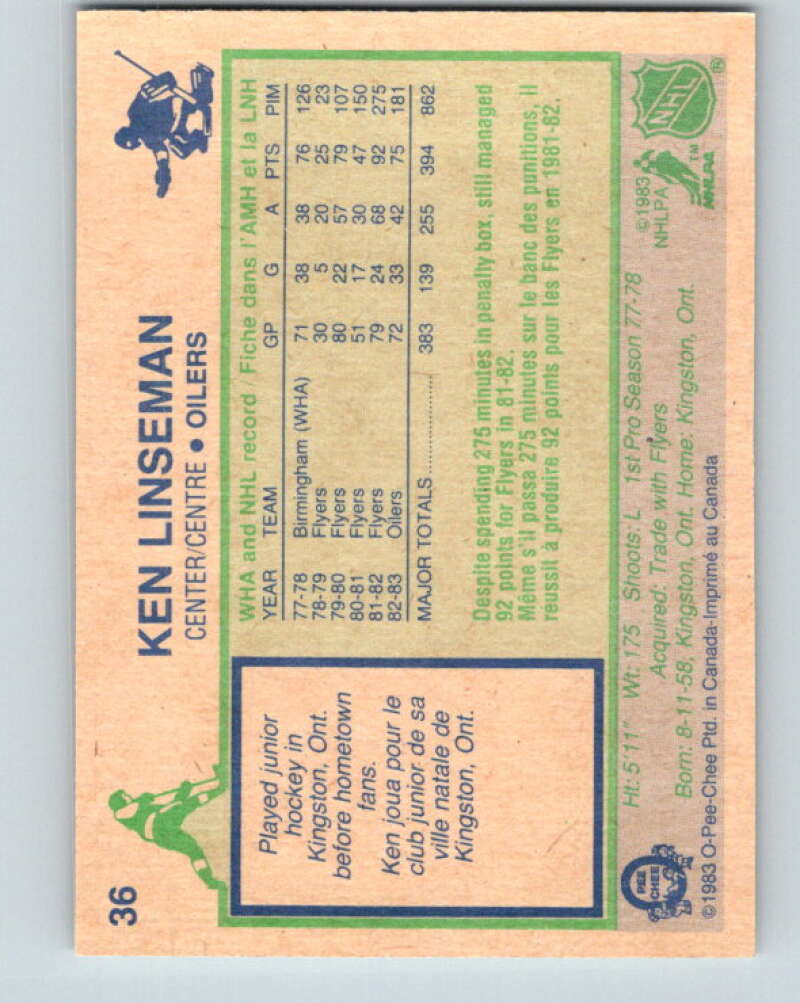 36
KEN LINSEMAN
CENTER/CENTRE • OILERS
Played junior
hockey in
Kingston, Ont.
before hometown
fans.
Ken joua pour le
club junior de sa
ville natale de
Kingston, Ont.
WHA and NHL record / Fiche dans l'AMH et la LNH
YEAR TEAM GP G A PTS PIM
77-78 Birmingham (WHA) 71 38 38 76 126
78-79 Flyers 30 5 20 25 23
79-80 Flyers 80 22 57 79 107
80-81 Flyers 51 17 30 47 150
81-82 Flyers 79 24 68 92 275
82-83 Oilers 72 33 42 75 181
MAJOR TOTALS .................. 383 139 255 394 862
Despite spending 275 minutes in penalty box, still managed
92 points for Flyers in 81-82.
Même s'il passa 275 minutes sur le banc des punitions, il
réussit à produire 92 points pour les Flyers en 1981-82.
Ht: 5'11" Wt: 175 Shoots: L 1st Pro Season 77-78
Acquired: Trade with Flyers
Born: 8-11-58, Kingston, Ont. Home: Kingston, Ont.
©1983
NHLPA
NHLPA
TM
NHL
®
O
PEE
CHEE
©1983 O-Pee-Chee Ptd. in Canada-Imprimé au Canada